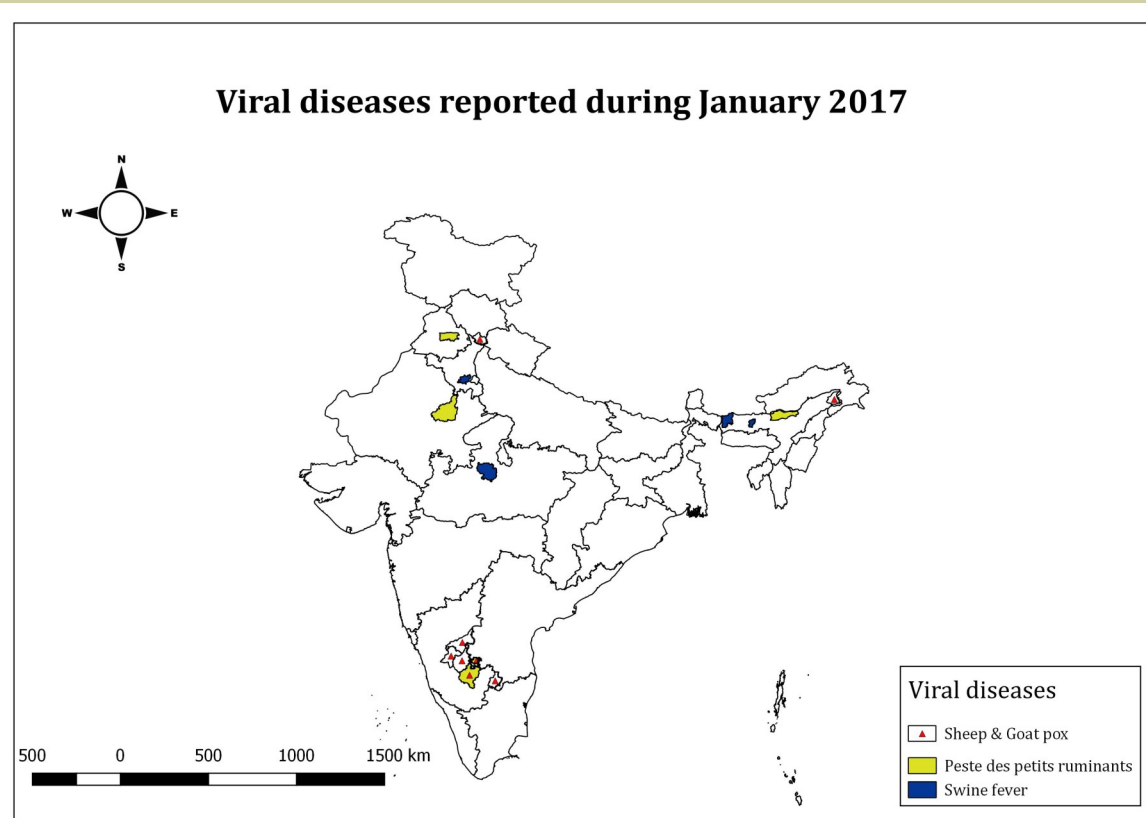 Viral diseases reported during January 2017
N
W E
S
500 0 500 1000 1500 km
Viral diseases
Sheep & Goat pox
Peste des petits ruminants
Swine fever